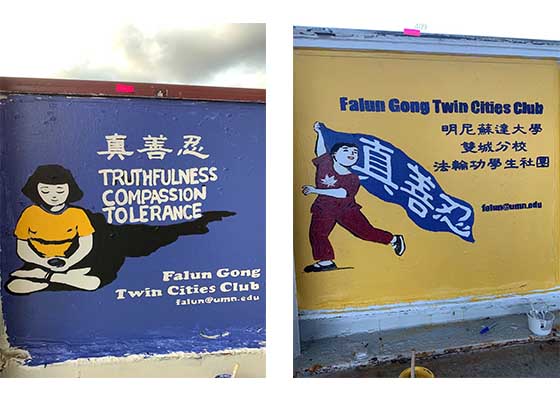 真善忍
TRUTHFULNESS
COMPASSION
TOLERANCE
Falun Gong
Twin Cities Club
falun@umn.edu
Falun Gong Twin Cities Club
明尼蘇達大學
雙城分校
法輪功學生社團
真善忍
falun@umn.edu